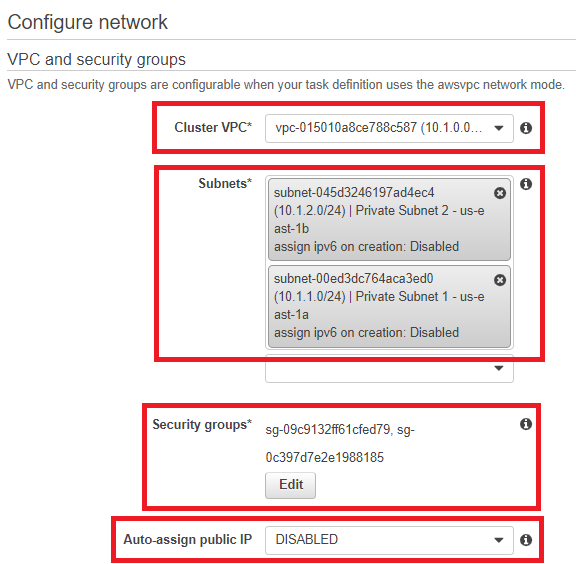 Configure network
VPC and security groups
VPC and security groups are configurable when your task definition uses the awsvpc network mode.
Cluster VPC* vpc-015010a8ce788c587 (10.1.0.0...
Subnets*
subnet-045d3246197ad4ec4
(10.1.2.0/24) | Private Subnet 2 - us-e
ast-1b
assign ipv6 on creation: Disabled
subnet-00ed3dc764aca3ed0
(10.1.1.0/24) | Private Subnet 1 - us-e
ast-1a
assign ipv6 on creation: Disabled
Security groups* sg-09c9132ff61cfed79, sg-
0c397d7e2e1988185
Edit
Auto-assign public IP DISABLED